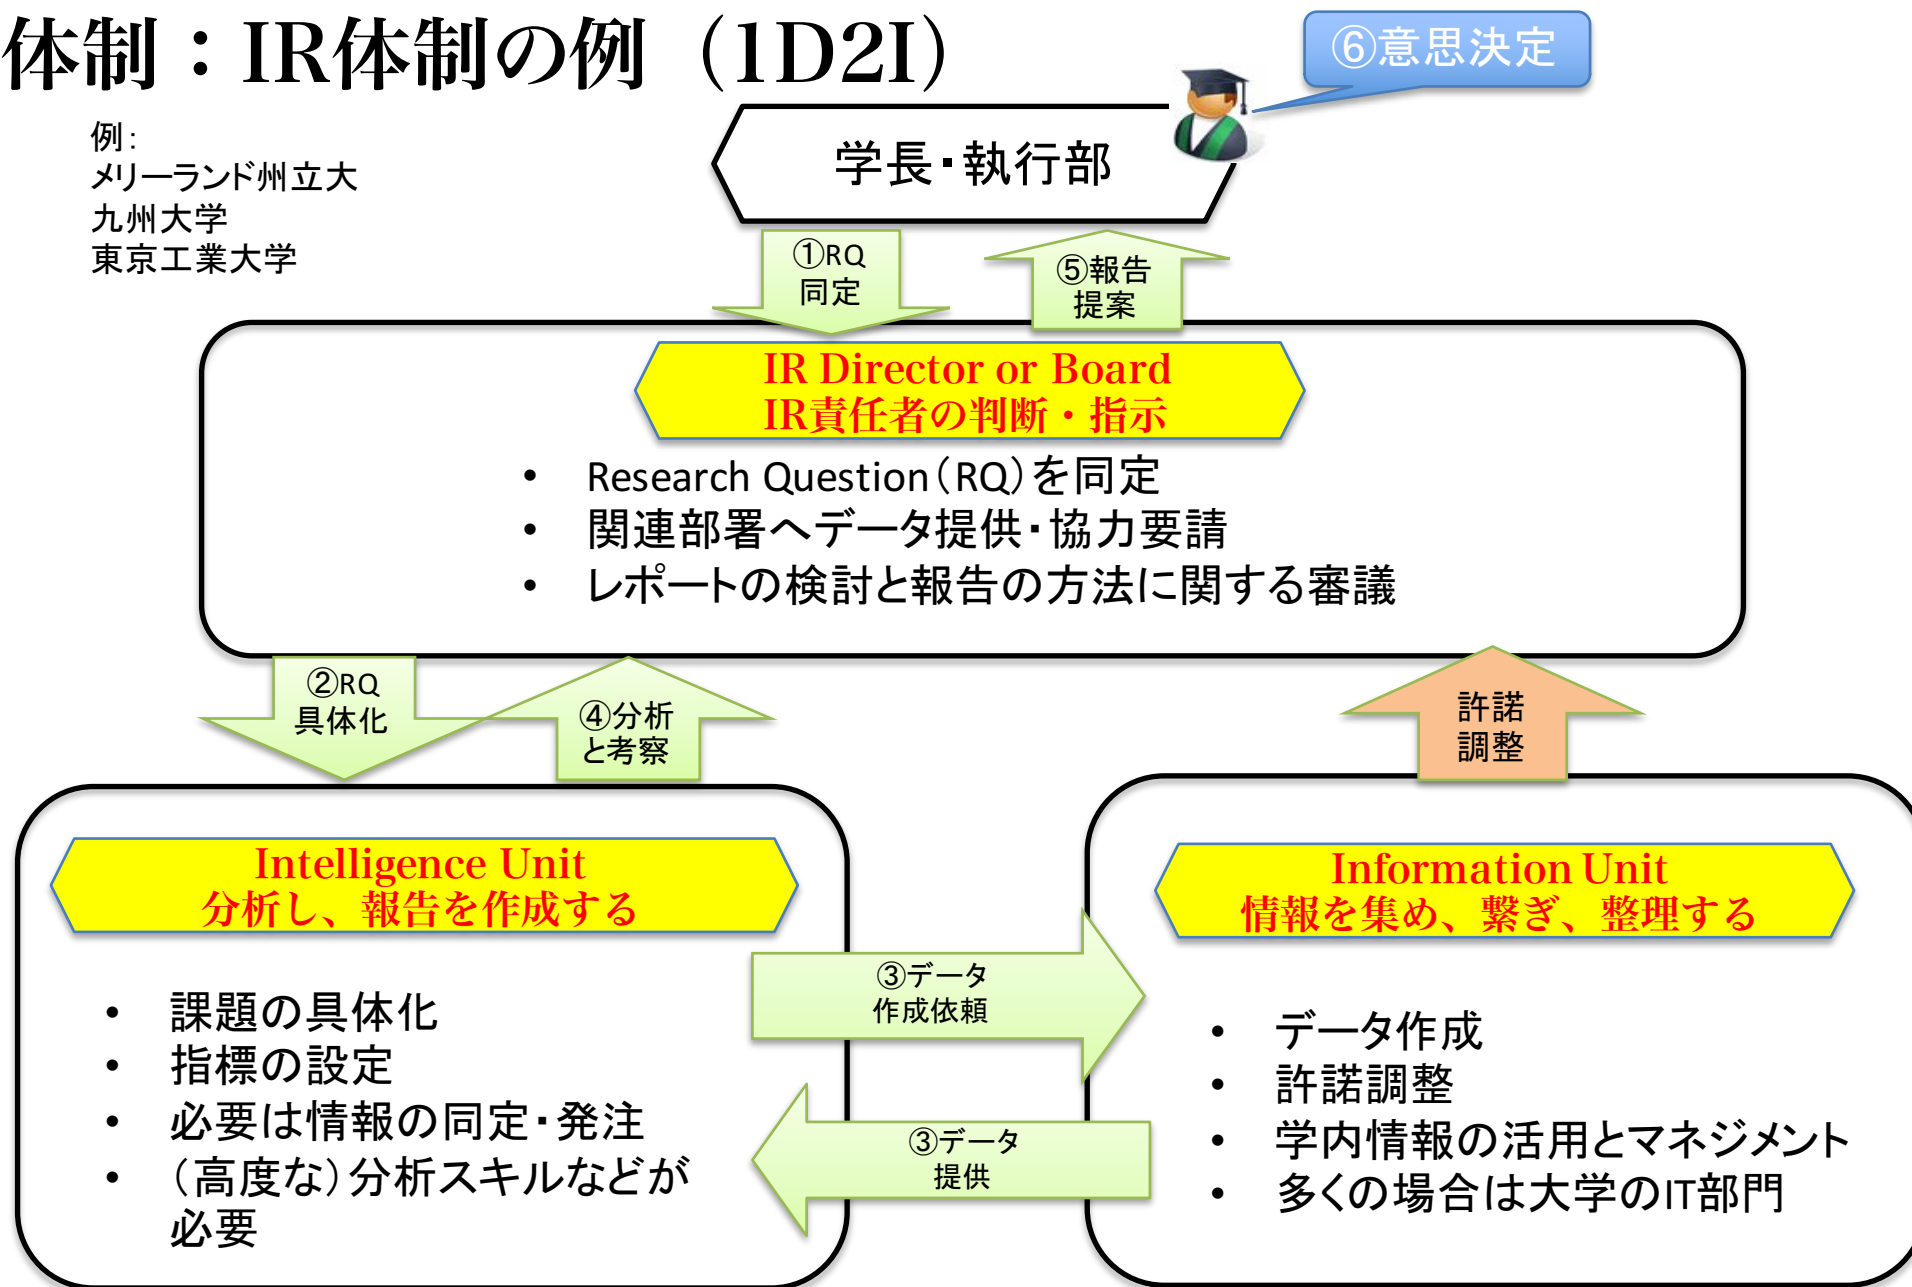 体制：IR体制の例（1D2I）
⑥意思決定
例：
メリーランド州立大
九州大学
東京工業大学
学長・執行部
①RQ
同定
⑤報告
提案
IR Director or Board
IR責任者の判断・指示
• Research Question（RQ）を同定
• 関連部署へデータ提供・協力要請
• レポートの検討と報告の方法に関する審議
②RQ
具体化
④分析
と考察
許諾
調整
Intelligence Unit
分析し、報告を作成する
• 課題の具体化
• 指標の設定
• 必要は情報の同定・発注
• （高度な）分析スキルなどが
必要
③データ
作成依頼
③データ
提供
Information Unit
情報を集め、繋ぎ、整理する
• データ作成
• 許諾調整
• 学内情報の活用とマネジメント
• 多くの場合は大学のIT部門